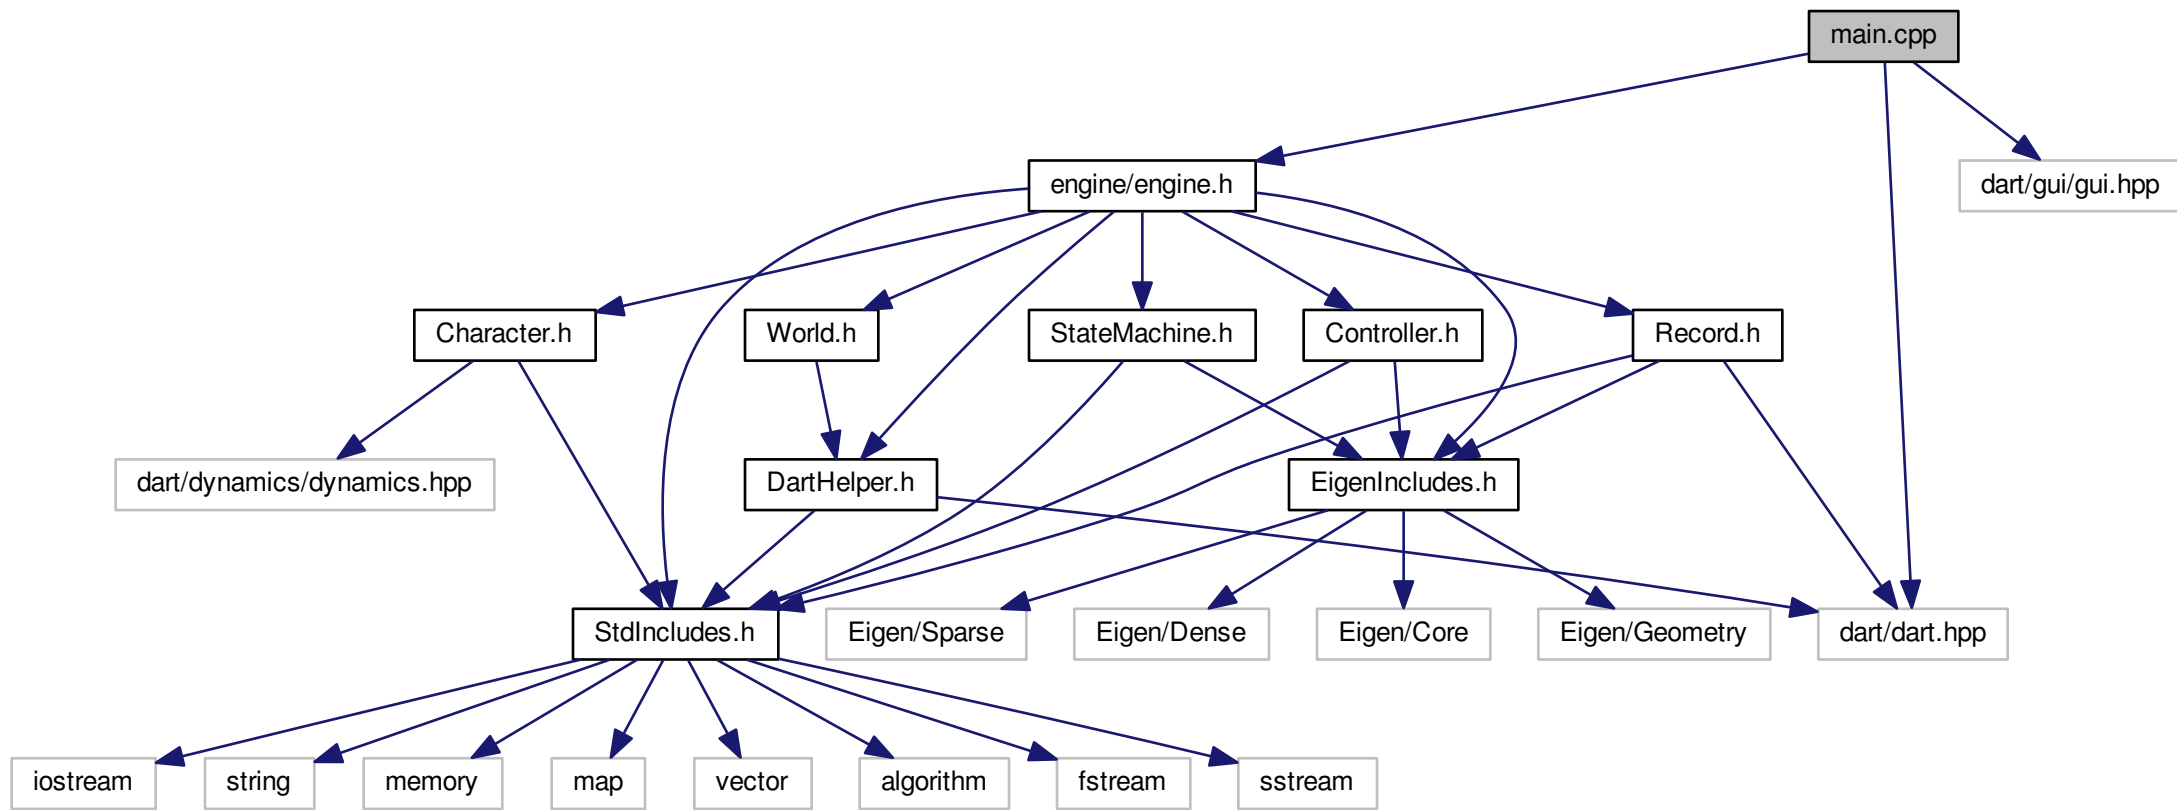 main.cpp
engine/engine.h
dart/gui/gui.hpp
Character.h
World.h
StateMachine.h
Controller.h
Record.h
dart/dynamics/dynamics.hpp
DartHelper.h
EigenIncludes.h
StdIncludes.h
Eigen/Sparse
Eigen/Dense
Eigen/Core
Eigen/Geometry
dart/dart.hpp
iostream
string
memory
map
vector
algorithm
fstream
sstream